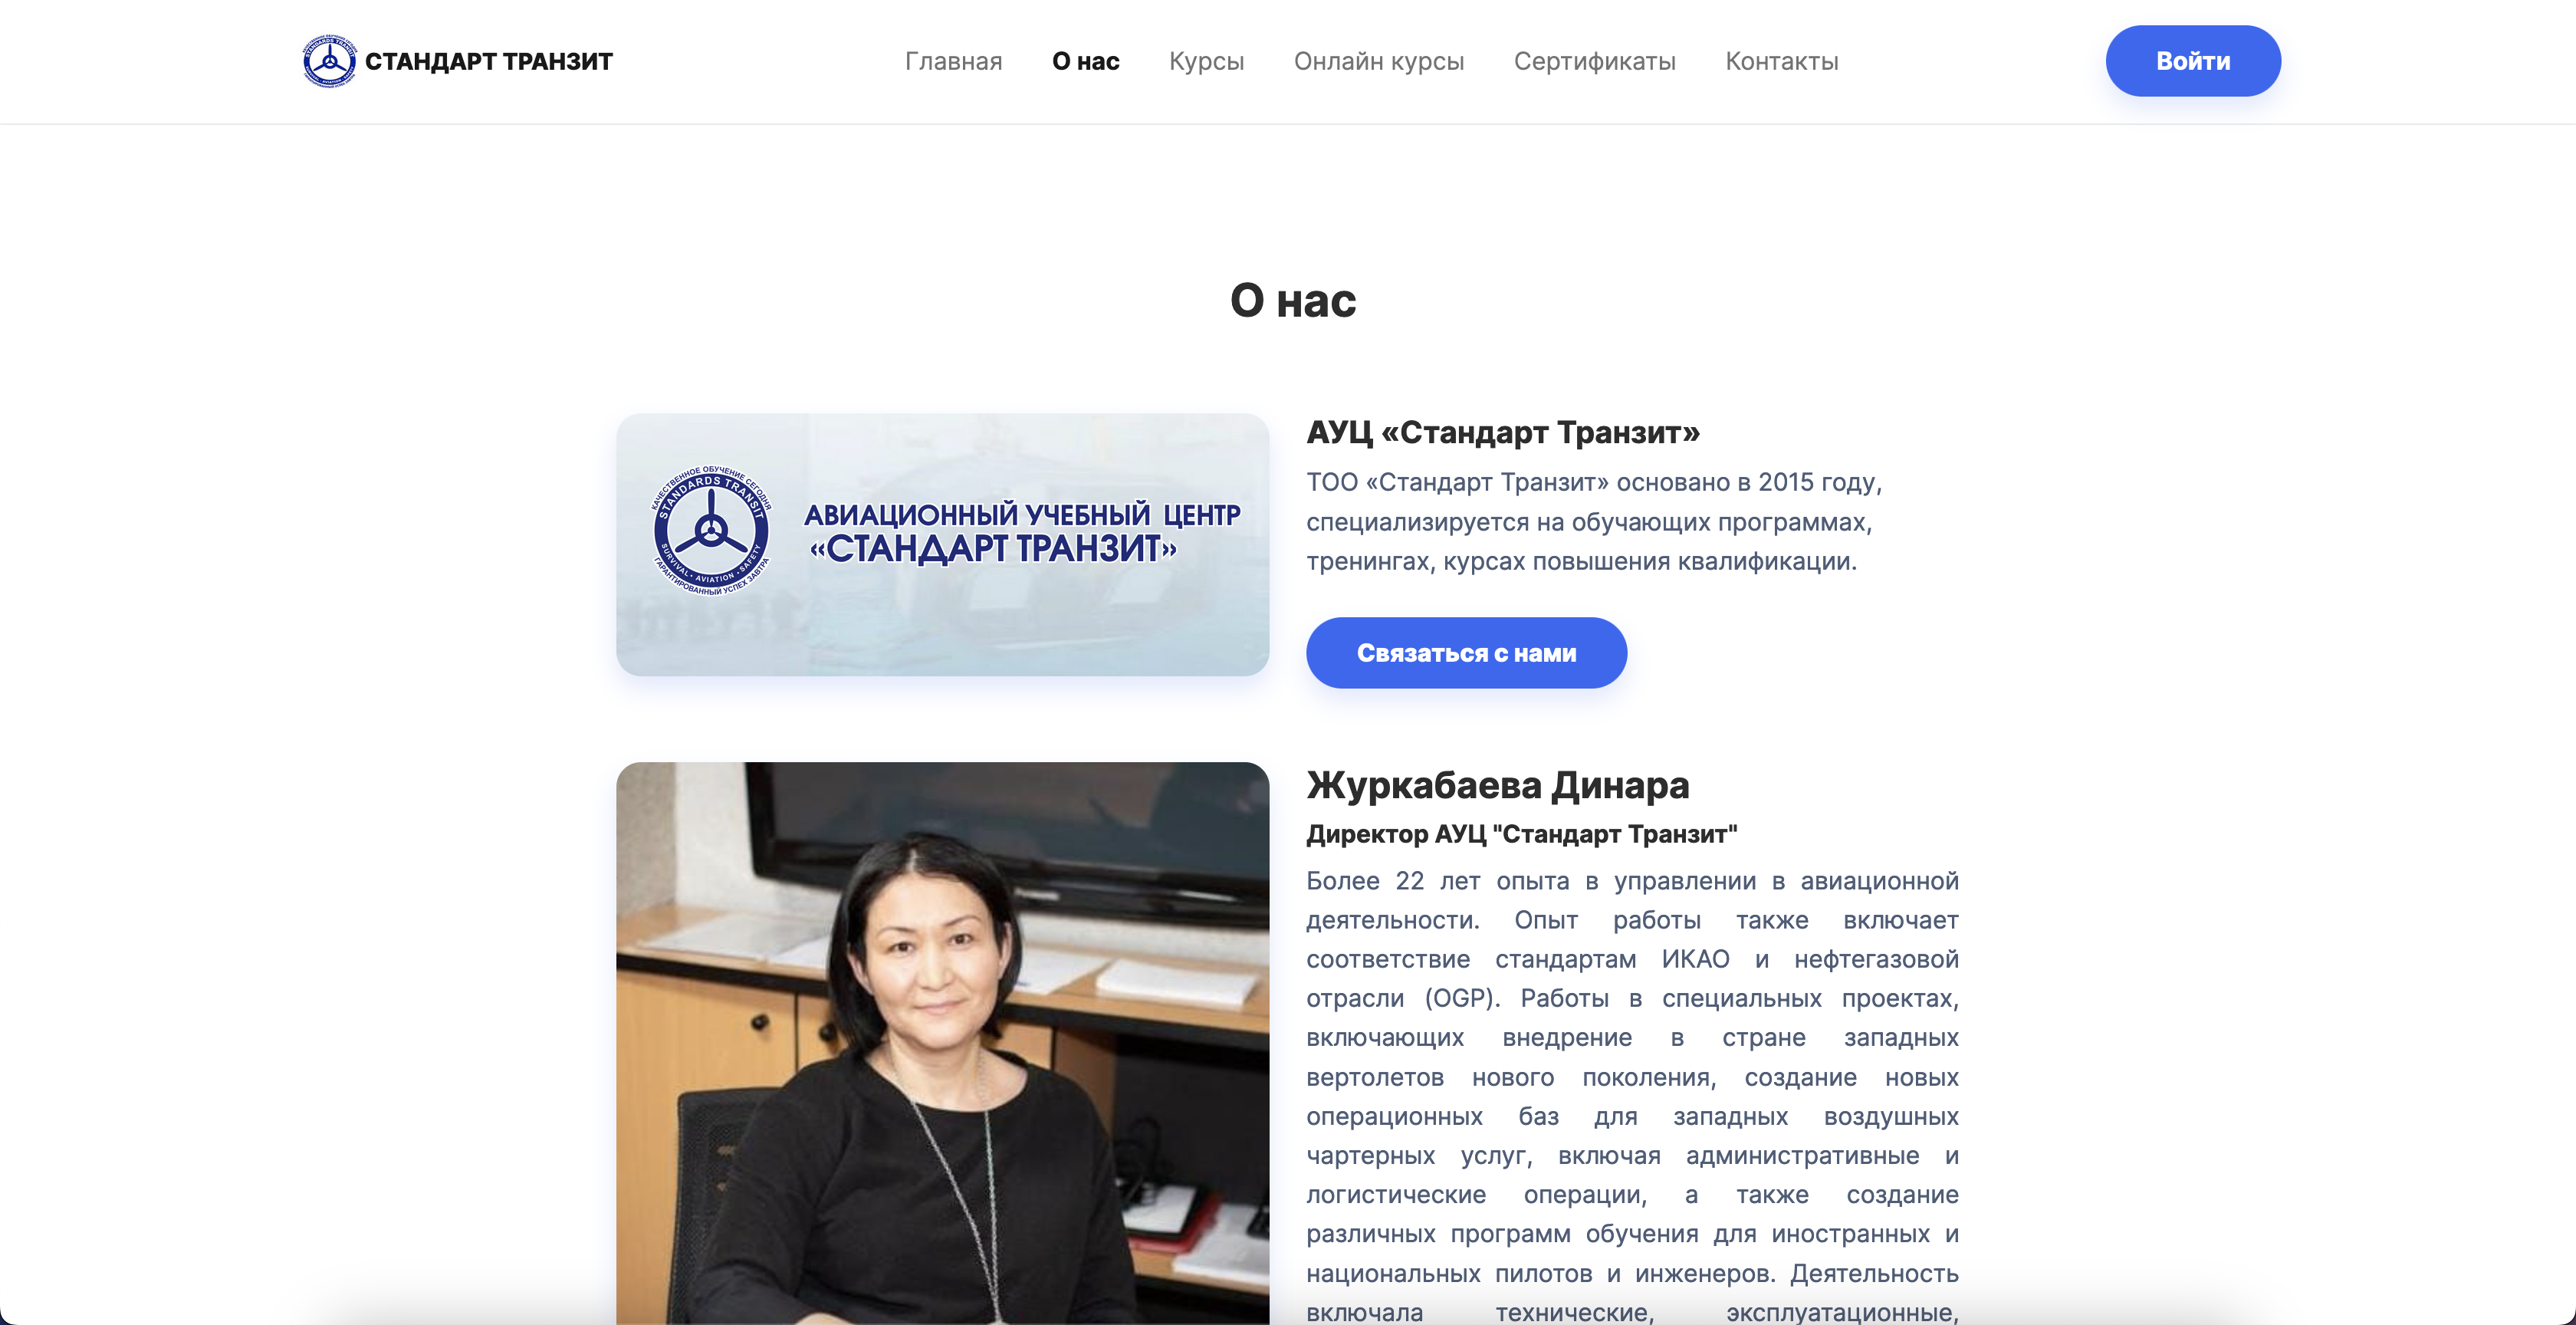 СТАНДАРТ ТРАНЗИТ
Главная
О нас
Курсы
Онлайн курсы
Сертификаты
Контакты
Войти
О нас
КАЧЕСТВЕННОЕ ОБУЧЕНИЕ СЕГОДНЯ
STANDARDS TRANSIT
SURVIVAL • AVIATION • SAFETY
ГАРАНТИРОВАННЫЙ УСПЕХ ЗАВТРА
АВИАЦИОННЫЙ УЧЕБНЫЙ ЦЕНТР
«СТАНДАРТ ТРАНЗИТ»
АУЦ «Стандарт Транзит»
ТОО «Стандарт Транзит» основано в 2015 году,
специализируется на обучающих программах,
тренингах, курсах повышения квалификации.
Связаться с нами
Журкабаева Динара
Директор АУЦ "Стандарт Транзит"
Более 22 лет опыта в управлении в авиационной
деятельности. Опыт работы также включает
соответствие стандартам ИКАО и нефтегазовой
отрасли (OGP). Работы в специальных проектах,
включающих внедрение в стране западных
вертолетов нового поколения, создание новых
операционных баз для западных воздушных
чартерных услуг, включая административные и
логистические операции, а также создание
различных программ обучения для иностранных и
национальных пилотов и инженеров. Деятельность
включала технические, эксплуатационные,